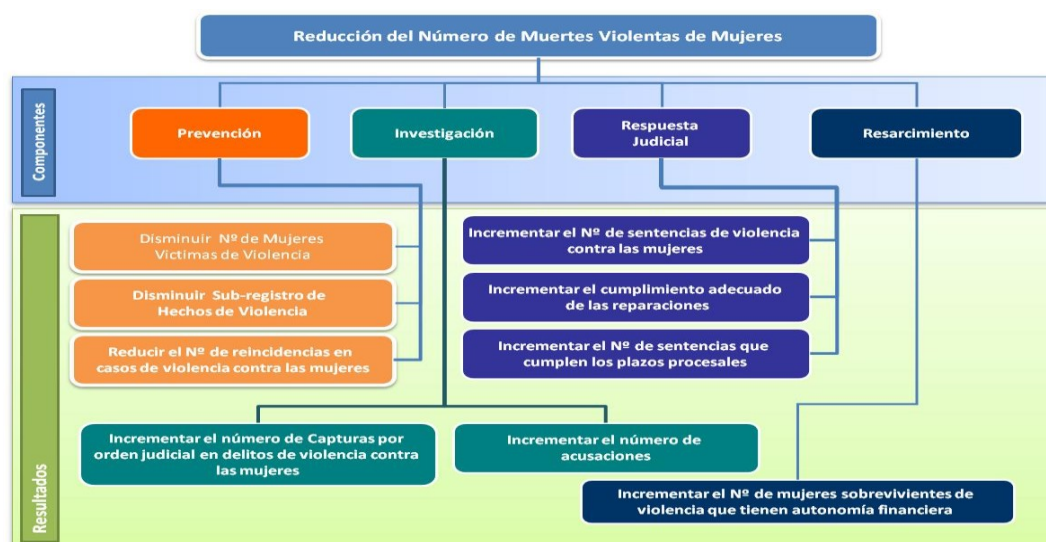 Reducción del Número de Muertes Violentas de Mujeres
Componentes
Prevención
Investigación
Respuesta
Judicial
Resarcimiento
Resultados
Disminuir Nº de Mujeres
Víctimas de Violencia
Disminuir Sub-registro de
Hechos de Violencia
Reducir el Nº de reincidencias en
casos de violencia contra las mujeres
Incrementar el Nº de sentencias de violencia
contra las mujeres
Incrementar el cumplimiento adecuado
de las reparaciones
Incrementar el Nº de sentencias que
cumplen los plazos procesales
Incrementar el número de Capturas por
orden judicial en delitos de violencia contra
las mujeres
Incrementar el número de
acusaciones
Incrementar el Nº de mujeres sobrevivientes de
violencia que tienen autonomía financiera